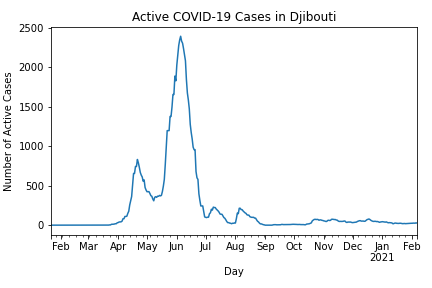 Active COVID-19 Cases in Djibouti
2500
2000
1500
1000
500
0
Number of Active Cases
Feb Mar Apr May Jun Jul Aug Sep Oct Nov Dec Jan Feb
2021
Day